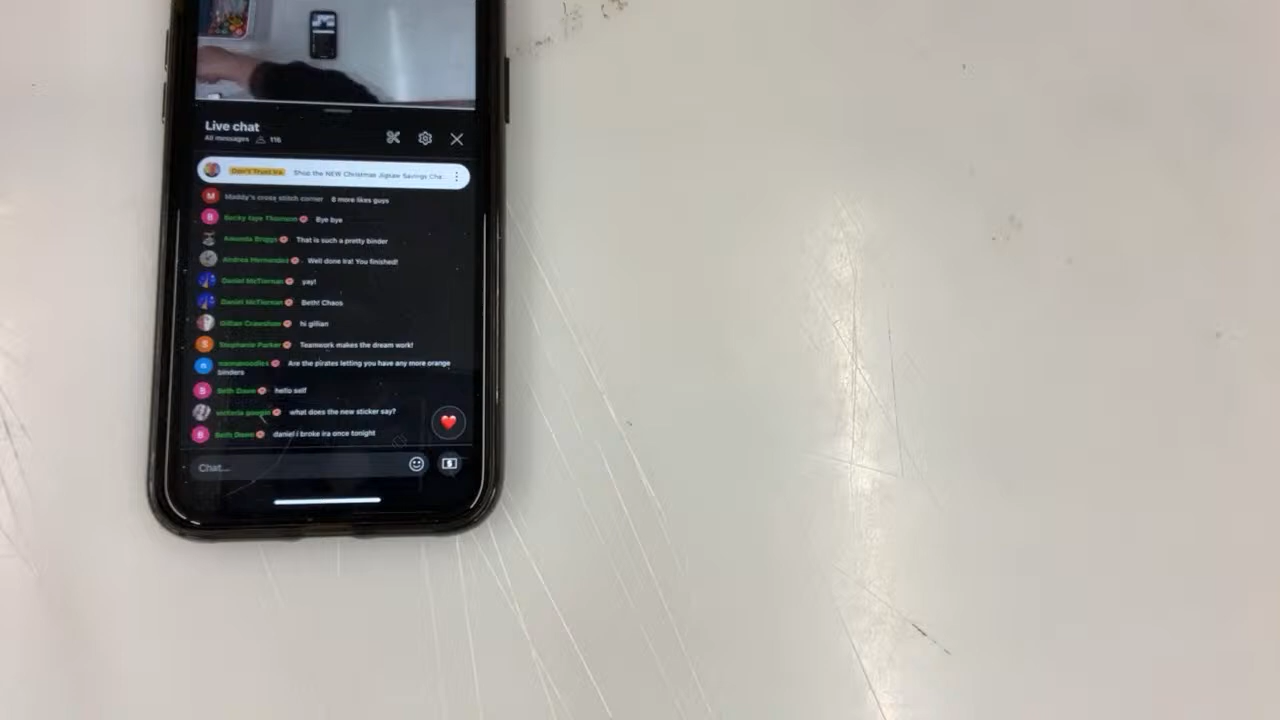 Live chat
All messages 116
Don't Trust Ira Shop the NEW Christmas Jigsaw Savings Cha...
Maddy's cross stitch corner 8 more likes guys
Becky faye Thomson Bye bye
Amanda Briggs That is such a pretty binder
Andrea Hernandez Well done Ira! You finished!
Daniel McTiernan yay!
Daniel McTiernan Beth! Chaos
Gillian Crawshaw hi gillian
Stephanie Parker Teamwork makes the dream work!
Are the pirates letting you have any more orange
binders
Beth Dawe hello self
victoria what does the new sticker say?
Beth Dawe daniel i broke ira once tonight
Chat...